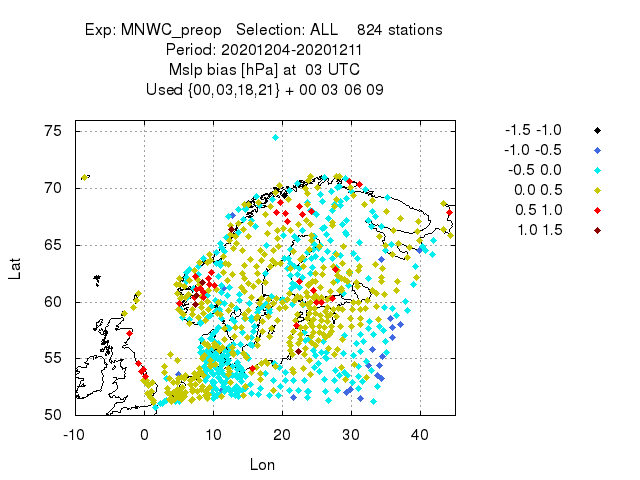 Exp: MNWC_preop   Selection: ALL    824 stations
Period: 20201204-20201211
Mslp bias [hPa] at  03 UTC
Used {00,03,18,21} + 00 03 06 09
75
70
65
60
55
50
Lat
-10 0 10 20 30 40
Lon
-1.5 -1.0
-1.0 -0.5
-0.5 0.0
0.0 0.5
0.5 1.0
1.0 1.5